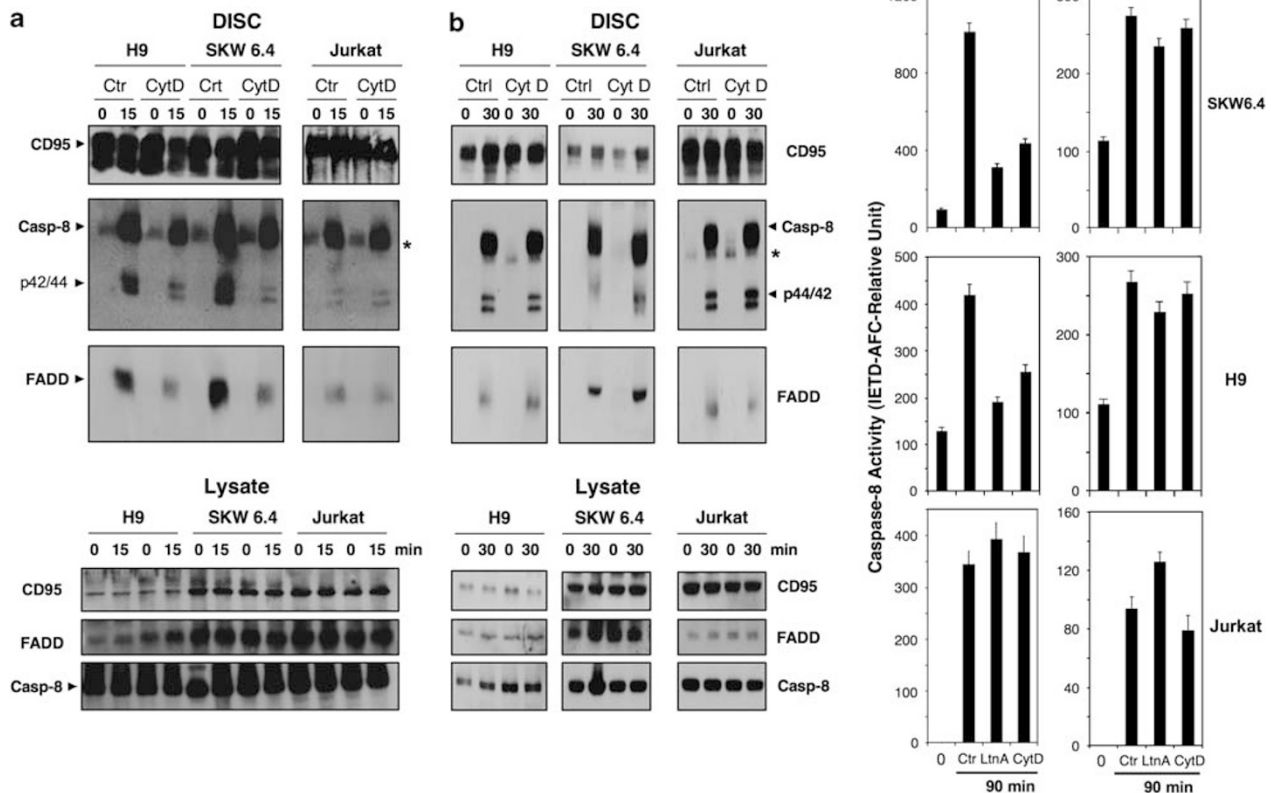 a
DISC
H9 SKW 6.4 Jurkat
Ctr CytD Crt CytD Ctr CytD
0 15 0 15 0 15 0 15 0 15 0 15
CD95
Casp-8
*
p42/44
FADD
Lysate
H9 SKW 6.4 Jurkat
0 15 0 15 0 15 0 15 0 15 0 15 min
CD95
FADD
Casp-8
b
DISC
H9 SKW 6.4 Jurkat
Ctrl Cyt D Ctrl Cyt D Ctrl Cyt D
0 30 0 30 0 30 0 30 0 30 0 30
CD95
Casp-8
*
p44/42
FADD
Lysate
H9 SKW 6.4 Jurkat
0 30 0 30 0 30 0 30 0 30 0 30
CD95
FADD
Casp-8
Caspase-8 Activity (IETD-AFC-Relative Unit)
800
400
0
200
100
0
SKW6.4
500
400
300
200
100
0
300
200
100
0
H9
400
300
200
100
0
160
120
80
40
0
Jurkat
0 Ctr LtnA CytD
90 min
0 Ctr LtnA CytD
90 min